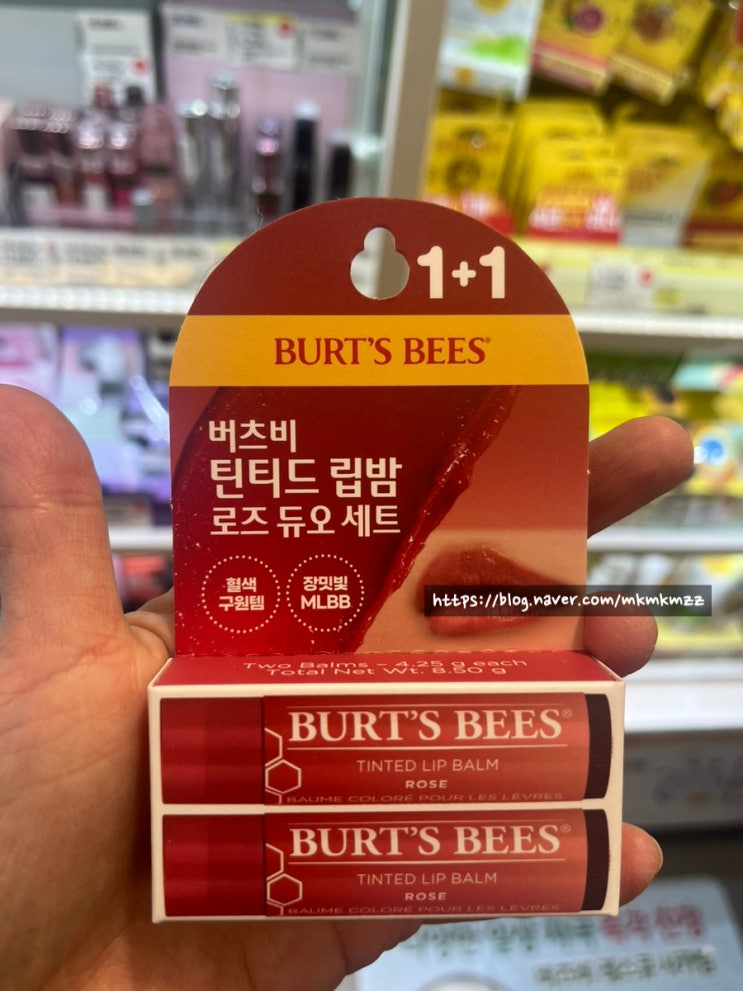 1+1
BURT'S BEES®
버츠비
틴티드 립밤
로즈 듀오 세트
혈색
구원템
장밋빛
MLBB
https://blog.naver.com/mkmkmzz
Two Balms - 4.25 g each
Total Net Wt. 8.50 g
BURT'S BEES®
TINTED LIP BALM
ROSE
BAUME COLORÉ POUR LES LÈVRES
BURT'S BEES®
TINTED LIP BALM
ROSE
BAUME COLORÉ POUR LES LÈVRES